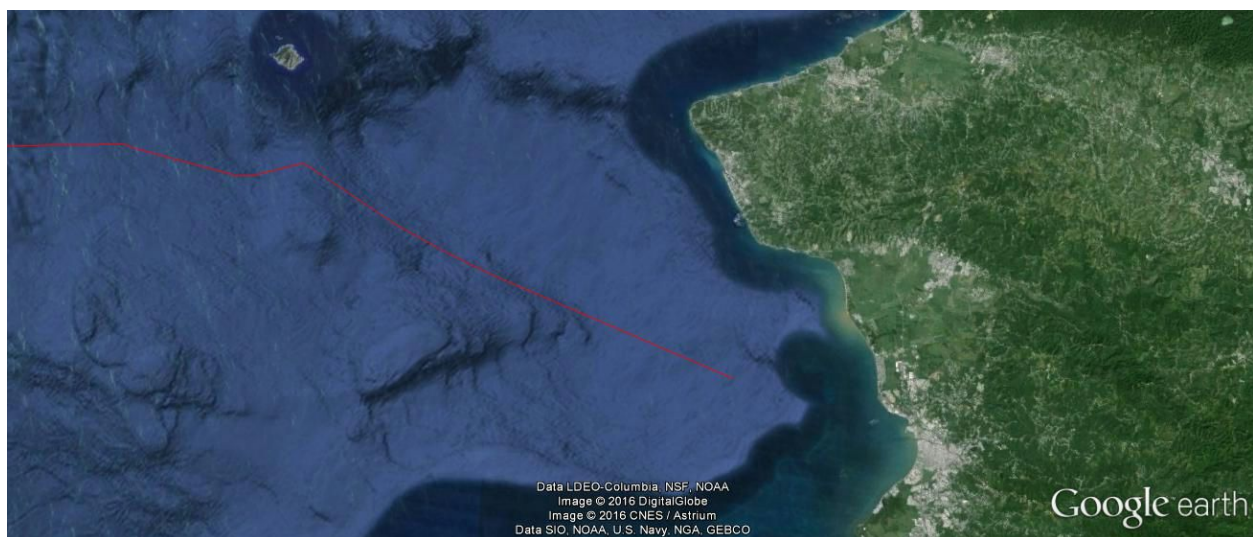 Data LDEO-Columbia, NSF, NOAA
Image © 2016 DigitalGlobe
Image © 2016 CNES / Astrium
Data SIO, NOAA, U.S. Navy, NGA, GEBCO
Google earth